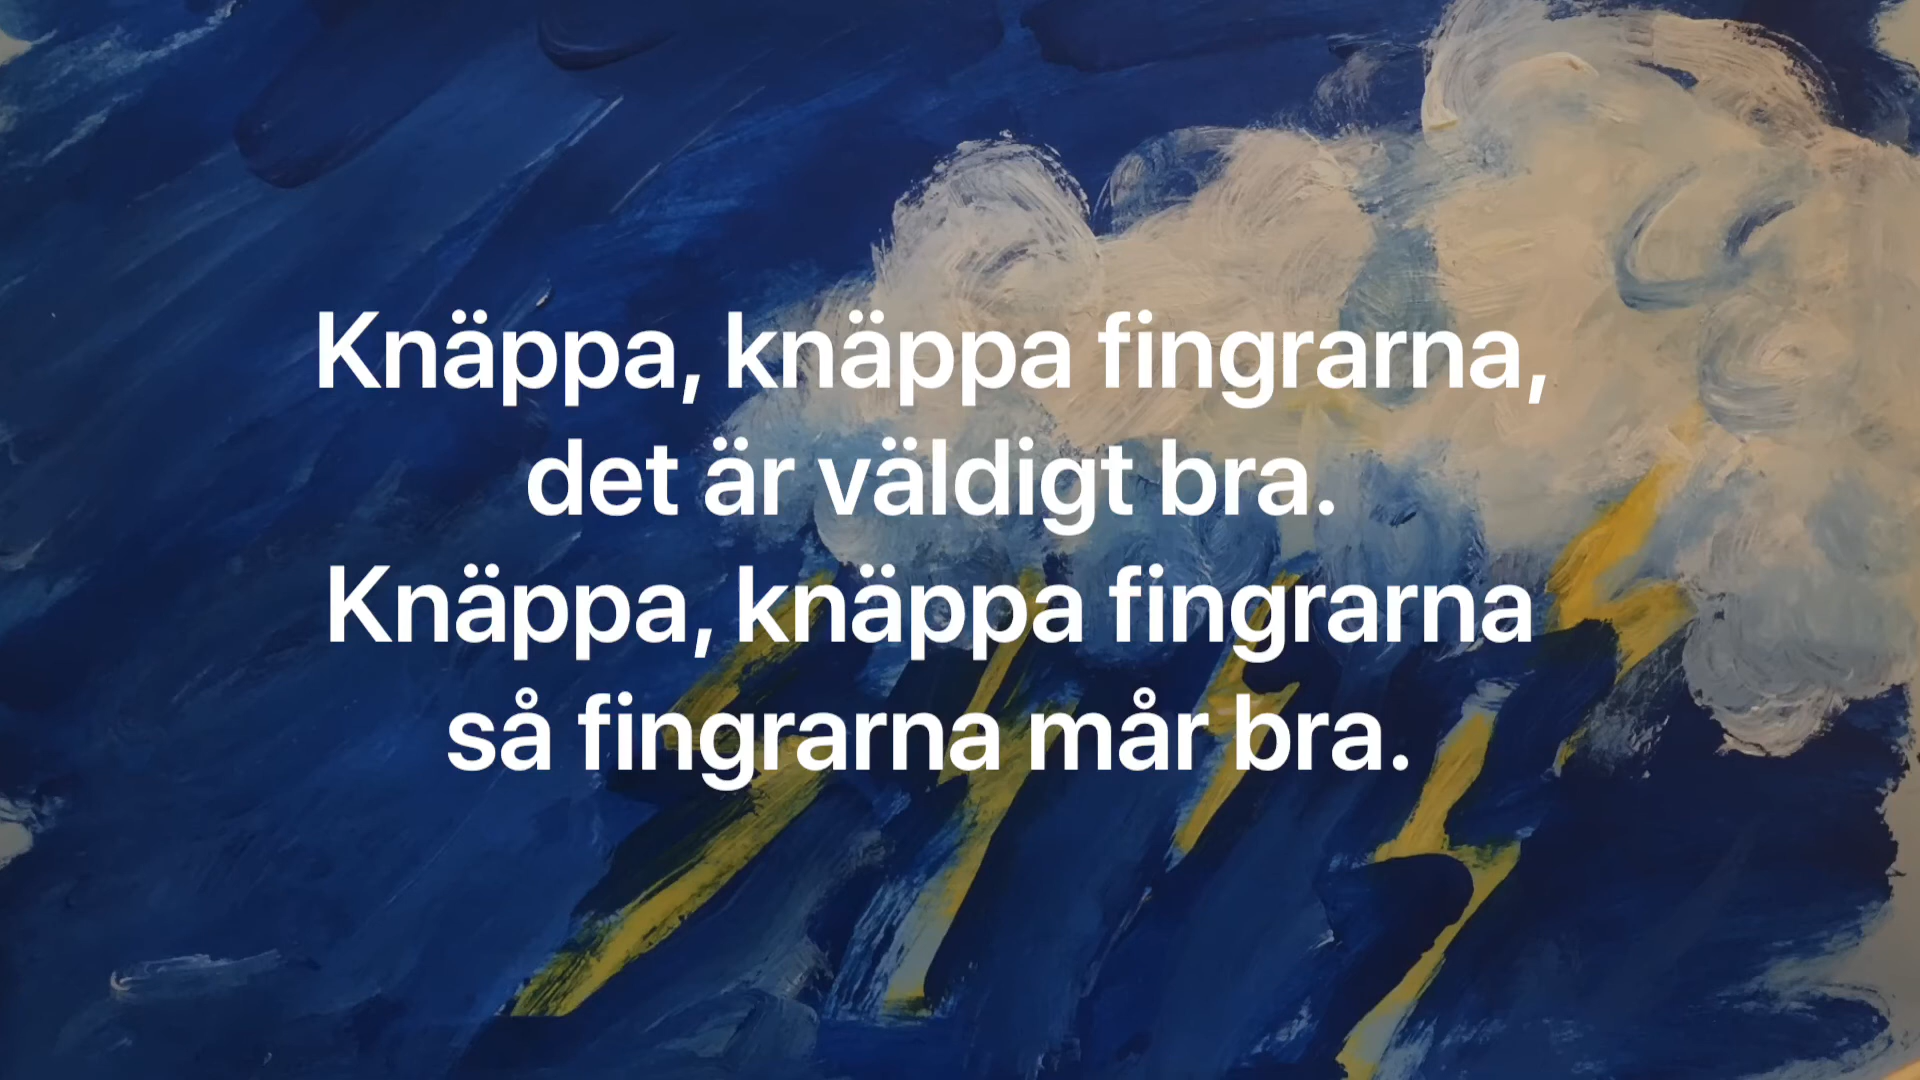 Knäppa, knäppa fingrarna,
det är väldigt bra.
Knäppa, knäppa fingrarna
så fingrarna mår bra.